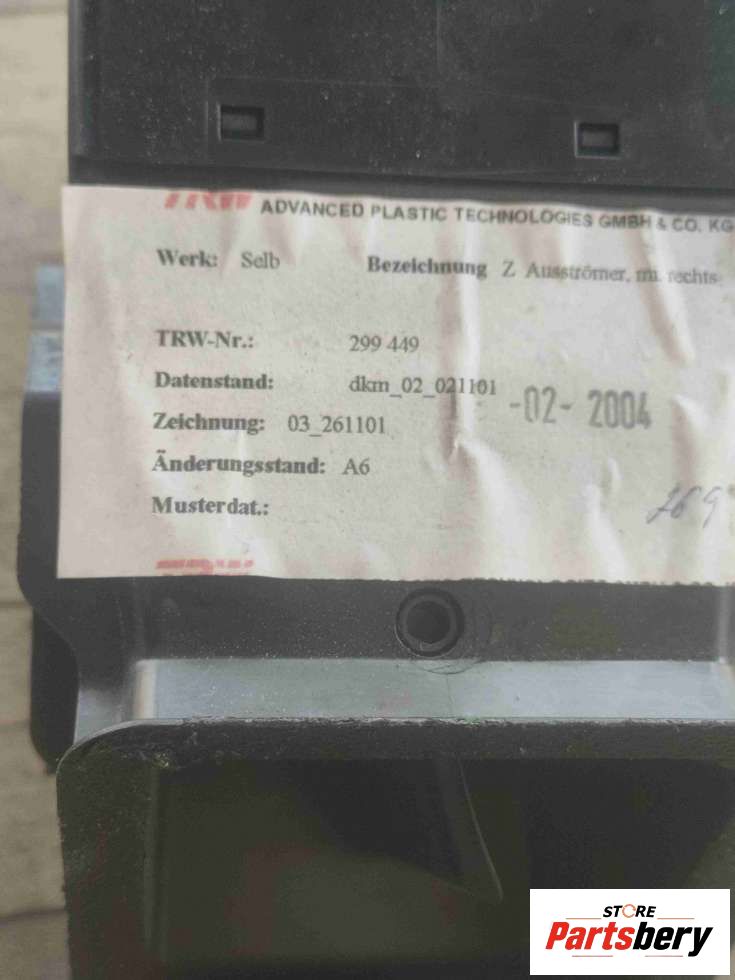 TRW ADVANCED PLASTIC TECHNOLOGIES GMBH & CO. KG
Werk: Selb Bezeichnung Z Ausströmer, mi. rechts
TRW-Nr.: 299 449
Datenstand: dkm_02_021101
-02- 2004
Zeichnung: 03_261101
Änderungsstand: A6
Musterdat.:
STORE
Partsbery